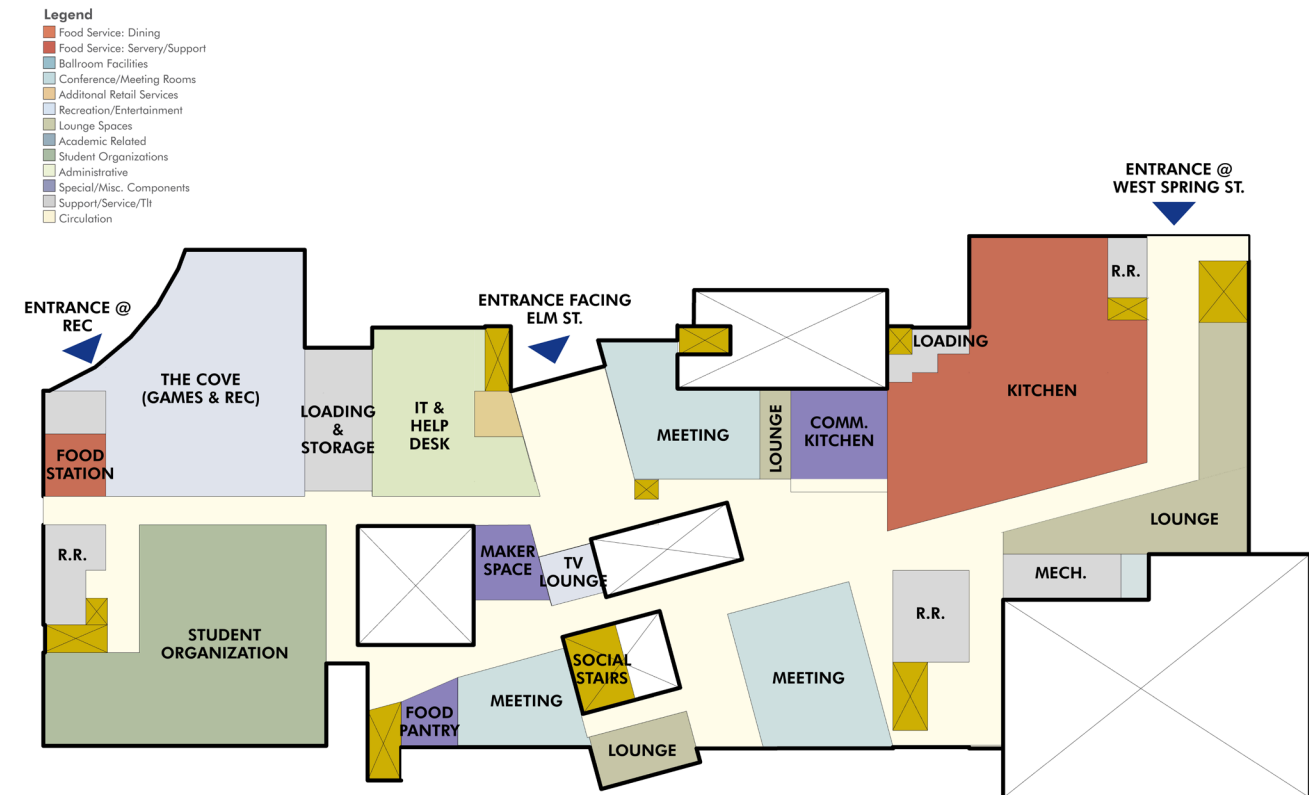 Legend
Food Service: Dining
Food Service: Servery/Support
Ballroom Facilities
Conference/Meeting Rooms
Additonal Retail Services
Recreation/Entertainment
Lounge Spaces
Academic Related
Student Organizations
Administrative
Special/Misc. Components
Support/Service/Tlt
Circulation
ENTRANCE @
WEST SPRING ST.
ENTRANCE @
REC
ENTRANCE FACING
ELM ST.
R.R.
LOADING
THE COVE
(GAMES & REC)
KITCHEN
LOADING
&
STORAGE
IT &
HELP
DESK
MEETING
LOUNGE
COMM.
KITCHEN
FOOD
STATION
LOUNGE
R.R.
MAKER
SPACE
TV
LOUNGE
MECH.
R.R.
STUDENT
ORGANIZATION
SOCIAL
STAIRS
MEETING
MEETING
FOOD
PANTRY
LOUNGE